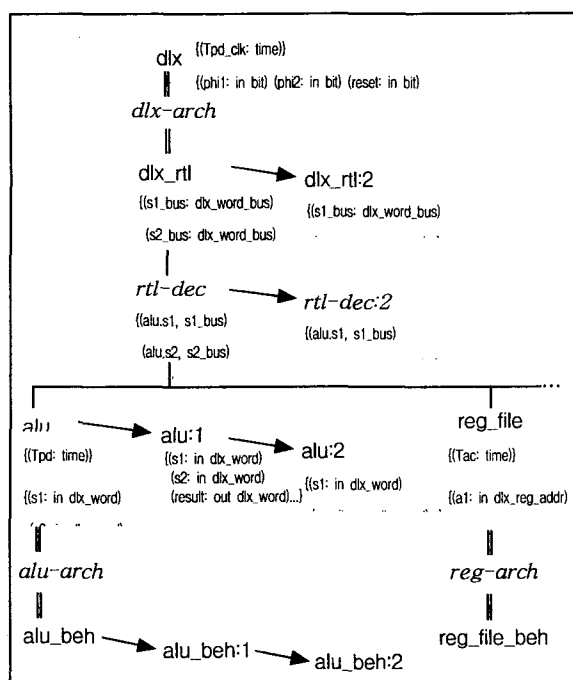 dlx {(Tpd_clk: time)}
{(phi1: in bit) (phi2: in bit) (reset: in bit)
dlx-arch
dlx_rtl
dlx_rtl:2
{(s1_bus: dlx_word_bus)
{(s1_bus: dlx_word_bus)
(s2_bus: dlx_word_bus)
rtl-dec
rtl-dec:2
{(alu.s1, s1_bus)
{(alu.s1, s1_bus)
(alu.s2, s2_bus)
alu
alu:1
alu:2
reg_file
{(Tpd: time)}
{(s1: in dlx_word)
(s2: in dlx_word)
(result: out dlx_word)...}
{(s1: in dlx_word)
{(Tac: time)}
{(s1: in dlx_word)
{(a1: in dlx_reg_addr)
alu-arch
reg-arch
alu_beh
alu_beh:1
alu_beh:2
reg_file_beh